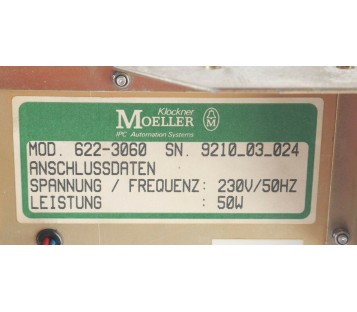 Klöckner
MOELLER
IPC Automation Systems
MOD. 622-3060 SN. 9210_03_024
ANSCHLUSSDATEN
SPANNUNG / FREQUENZ: 230V/50HZ
LEISTUNG : 50W